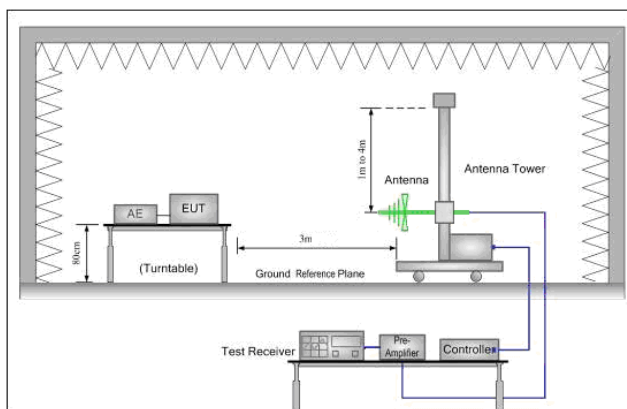 1m to 4m
Antenna
Antenna Tower
AE
EUT
80cm
(Turntable)
3m
Ground Reference Plane
Test Receiver
Pre-
Amplifier
Controller